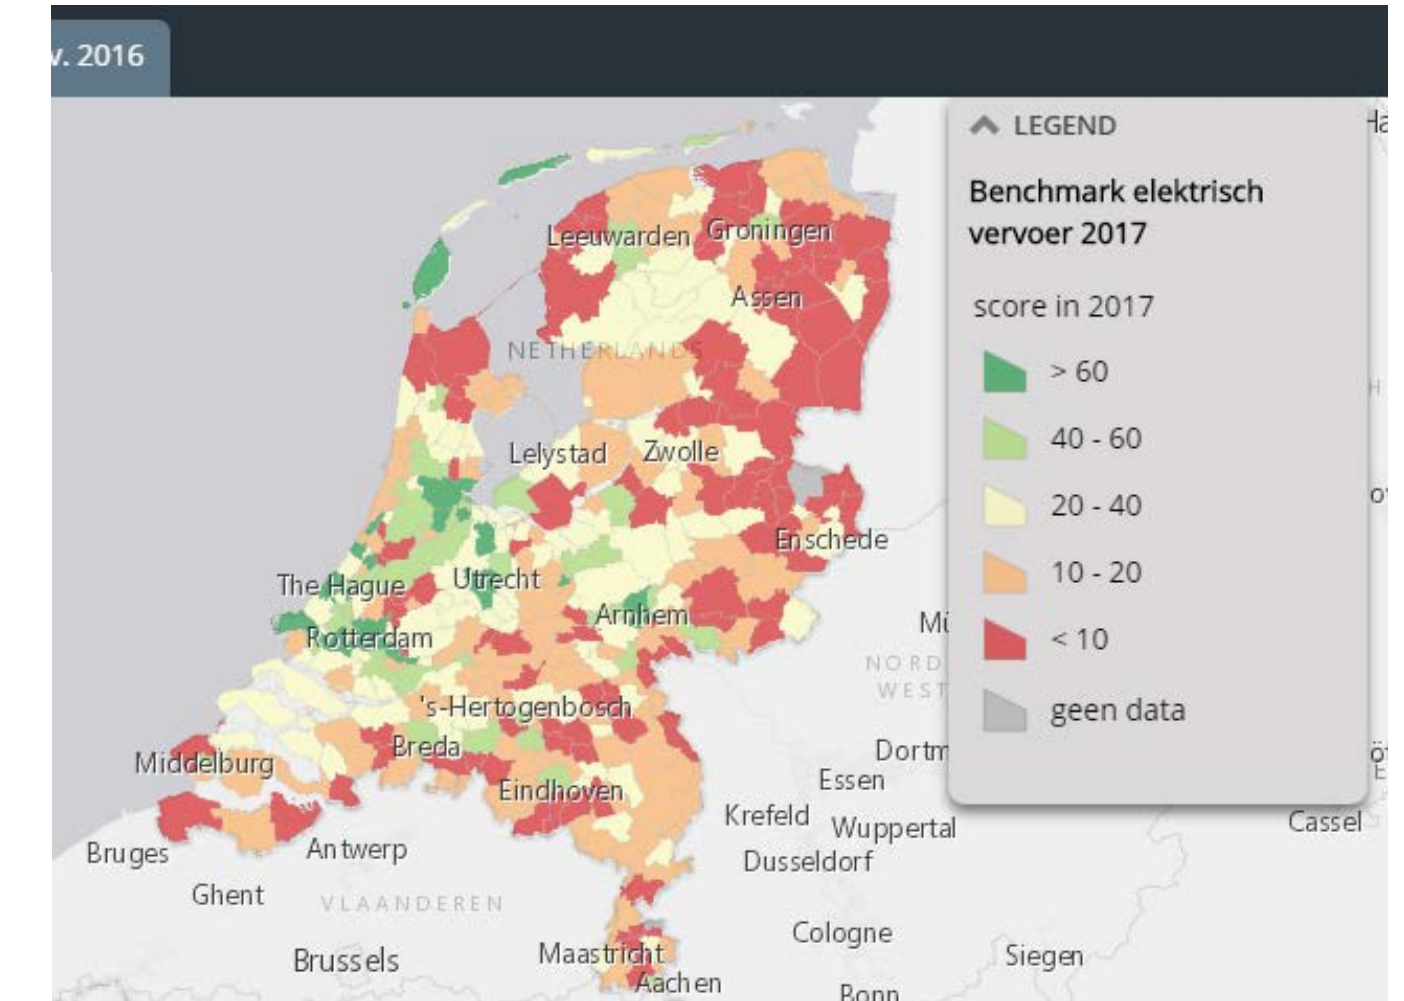 v. 2016
LEGEND
Benchmark elektrisch
vervoer 2017
score in 2017
> 60
40 - 60
20 - 40
10 - 20
< 10
geen data
Leeuwarden
Groningen
Assen
NETHERLANDS
Lelystad
Zwolle
Enschede
The Hague
Utrecht
Arnhem
Rotterdam
's-Hertogenbosch
Breda
Middelburg
Eindhoven
Bruges
Antwerp
Ghent
VLAANDEREN
Brussels
Maastricht
Aachen
NORD
WEST
Dortm
Essen
Krefeld
Wuppertal
Dusseldorf
Cologne
Siegen
Bonn
Cassel
Mü
Ha